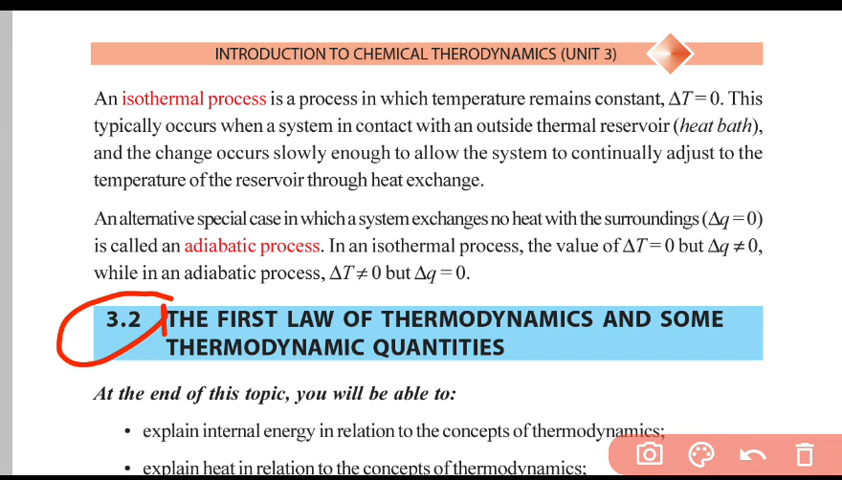 INTRODUCTION TO CHEMICAL THERODYNAMICS (UNIT 3)
An isothermal process is a process in which temperature remains constant, ΔT = 0. This
typically occurs when a system in contact with an outside thermal reservoir (heat bath),
and the change occurs slowly enough to allow the system to continually adjust to the
temperature of the reservoir through heat exchange.
An alternative special case in which a system exchanges no heat with the surroundings (Δq = 0)
is called an adiabatic process. In an isothermal process, the value of ΔT = 0 but Δq ≠ 0,
while in an adiabatic process, ΔT ≠ 0 but Δq = 0.
3.2 THE FIRST LAW OF THERMODYNAMICS AND SOME
THERMODYNAMIC QUANTITIES
At the end of this topic, you will be able to:
• explain internal energy in relation to the concepts of thermodynamics;
• explain heat in relation to the concepts of thermodynamics;